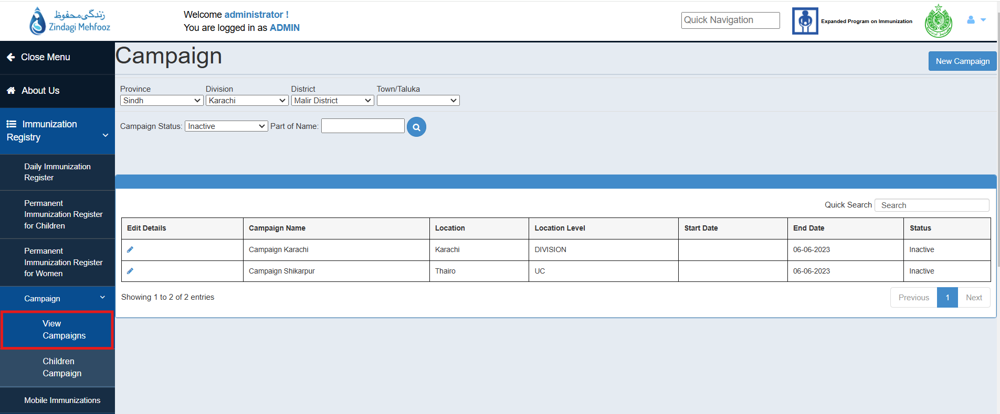 زندگی محفوظ
Zindagi Mehfooz
Welcome administrator !
You are logged in as ADMIN
Quick Navigation
Expanded Program on Immunization
Close Menu
About Us
Immunization
Registry
Daily Immunization
Register
Permanent
Immunization Register
for Children
Permanent
Immunization Register
for Women
Campaign
View
Campaigns
Children
Campaign
Mobile Immunizations
Campaign
New Campaign
Province Division District Town/Taluka
Sindh Karachi Malir District
Campaign Status: Inactive Part of Name:
Quick Search Search
Edit Details Campaign Name Location Location Level Start Date End Date Status
Campaign Karachi Karachi DIVISION 06-06-2023 Inactive
Campaign Shikarpur Thairo UC 06-06-2023 Inactive
Showing 1 to 2 of 2 entries
Previous 1 Next